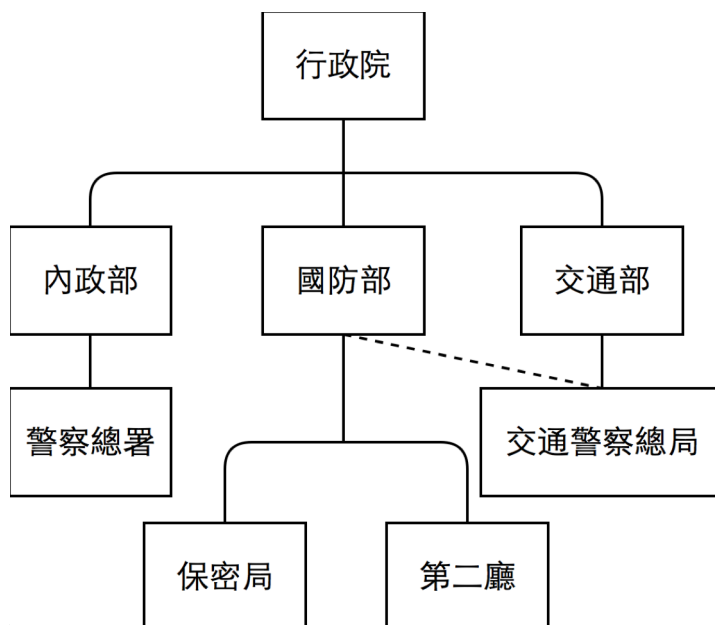 行政院
內政部
國防部
交通部
警察總署
交通警察總局
保密局
第二廳